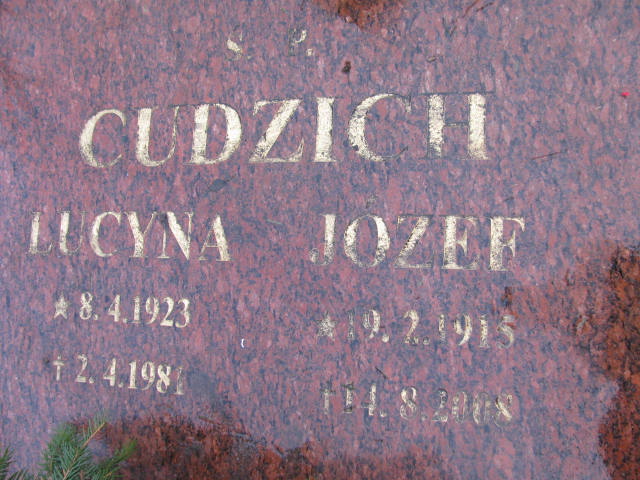 Ś. P.
CUDZICH
LUCYNA JÓZEF
★ 8. 4. 1923 ★ 19. 2. 1915
† 2. 4. 1981 † 14. 8. 2008